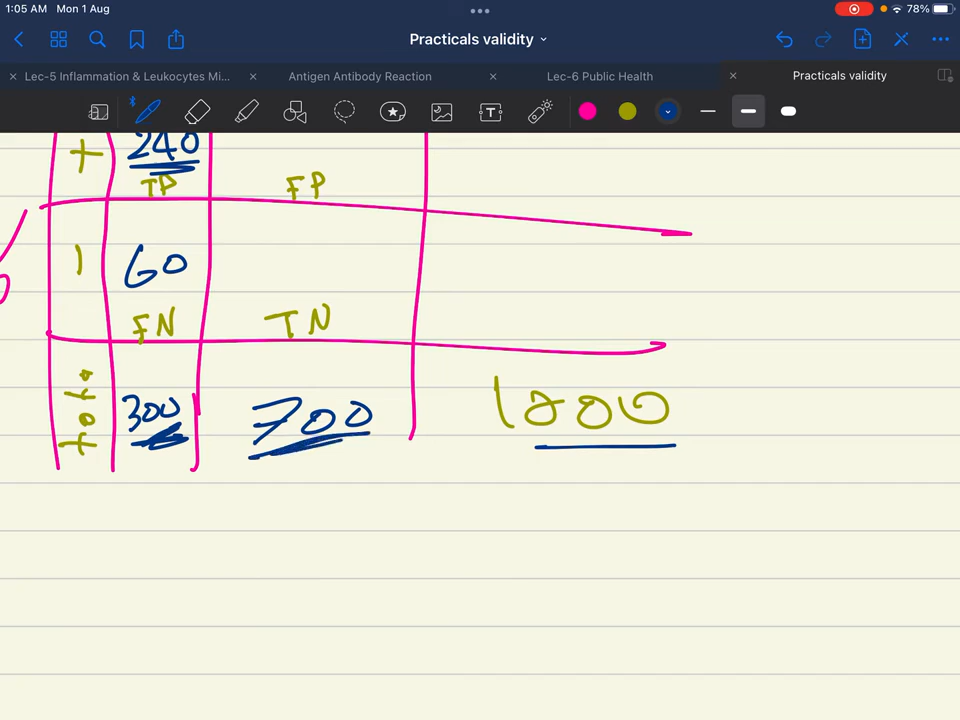 1:05 AM Mon 1 Aug
78%
Practicals validity
Lec-5 Inflammation & Leukocytes Mi...
Antigen Antibody Reaction
Lec-6 Public Health
Practicals validity
T
+ 240
TP FP
60
FN TN
total 300 700 1000